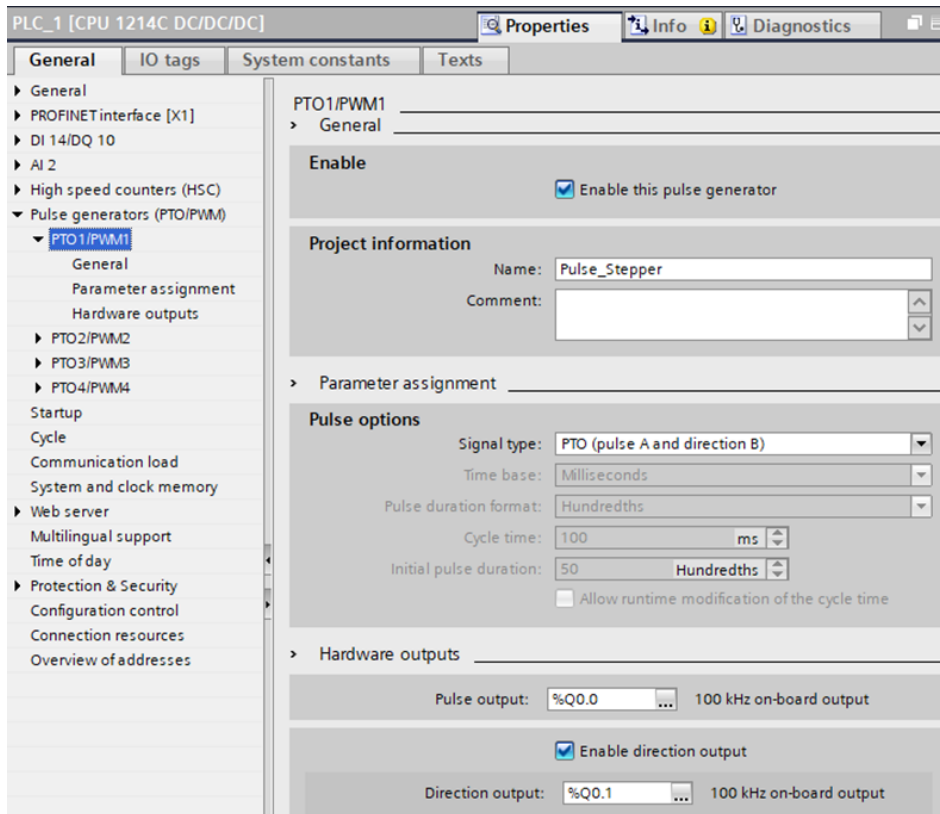 PLC_1 [CPU 1214C DC/DC/DC]
Properties
Info
Diagnostics
General
IO tags
System constants
Texts
General
PROFINET interface [X1]
DI 14/DQ 10
AI 2
High speed counters (HSC)
Pulse generators (PTO/PWM)
PTO1/PWM1
General
Parameter assignment
Hardware outputs
PTO2/PWM2
PTO3/PWM3
PTO4/PWM4
Startup
Cycle
Communication load
System and clock memory
Web server
Multilingual support
Time of day
Protection & Security
Configuration control
Connection resources
Overview of addresses
PTO1/PWM1
General
Enable
Enable this pulse generator
Project information
Name: Pulse_Stepper
Comment:
Parameter assignment
Pulse options
Signal type: PTO (pulse A and direction B)
Time base: Milliseconds
Pulse duration format: Hundredths
Cycle time: 100 ms
Initial pulse duration: 50 Hundredths
Allow runtime modification of the cycle time
Hardware outputs
Pulse output: %Q0.0 ... 100 kHz on-board output
Enable direction output
Direction output: %Q0.1 ... 100 kHz on-board output